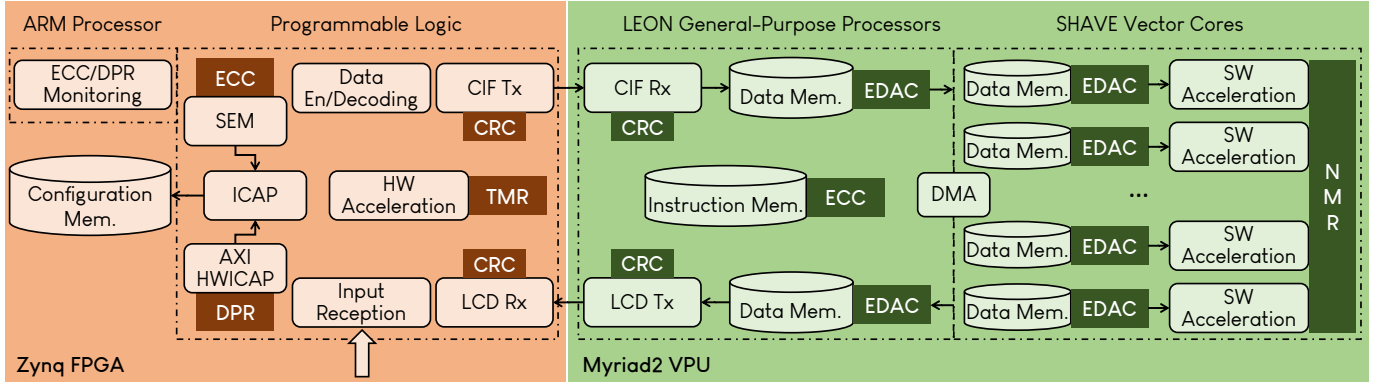 ARM Processor
Programmable Logic
LEON General-Purpose Processors
SHAVE Vector Cores
ECC/DPR
Monitoring
ECC
SEM
Data
En/Decoding
CIF Tx
CRC
CIF Rx
CRC
Data Mem.
EDAC
Data Mem.
EDAC
SW
Acceleration
Data Mem.
EDAC
SW
Acceleration
Configuration
Mem.
ICAP
HW
Acceleration
TMR
Instruction Mem.
ECC
DMA
...
N
M
R
AXI
HWICAP
DPR
Input
Reception
CRC
LCD Rx
CRC
LCD Tx
Data Mem.
EDAC
Data Mem.
EDAC
SW
Acceleration
Data Mem.
EDAC
SW
Acceleration
Zynq FPGA
Myriad2 VPU